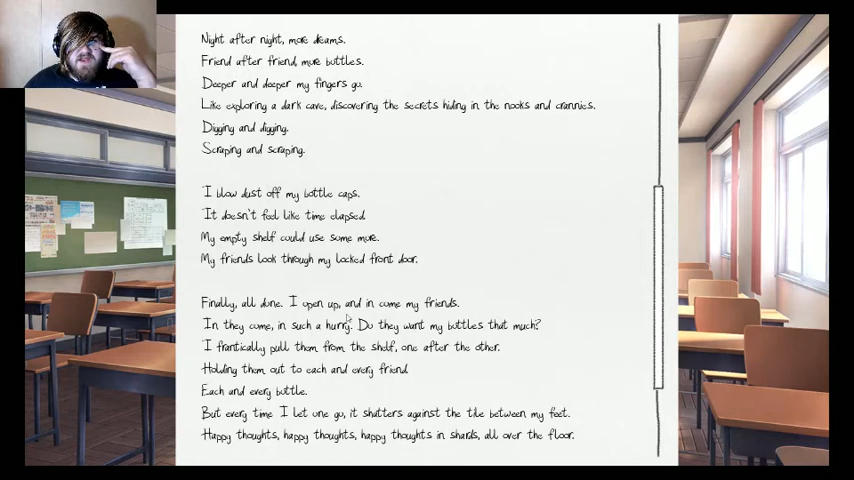 Night after night, more dreams.
Friend after friend, more bottles.
Deeper and deeper my fingers go.
Like exploring a dark cave, discovering the secrets hiding in the nooks and crannies.
Digging and digging.
Scraping and scraping.
I blow dust off my bottle caps.
It doesn't feel like time elapsed.
My empty shelf could use some more.
My friends look through my locked front door.
Finally, all done. I open up, and in come my friends.
In they come, in such a hurry. Do they want my bottles that much?
I frantically pull them from the shelf, one after the other.
Holding them out to each and every friend.
Each and every bottle.
But every time I let one go, it shatters against the tile between my feet.
Happy thoughts, happy thoughts, happy thoughts in shards, all over the floor.